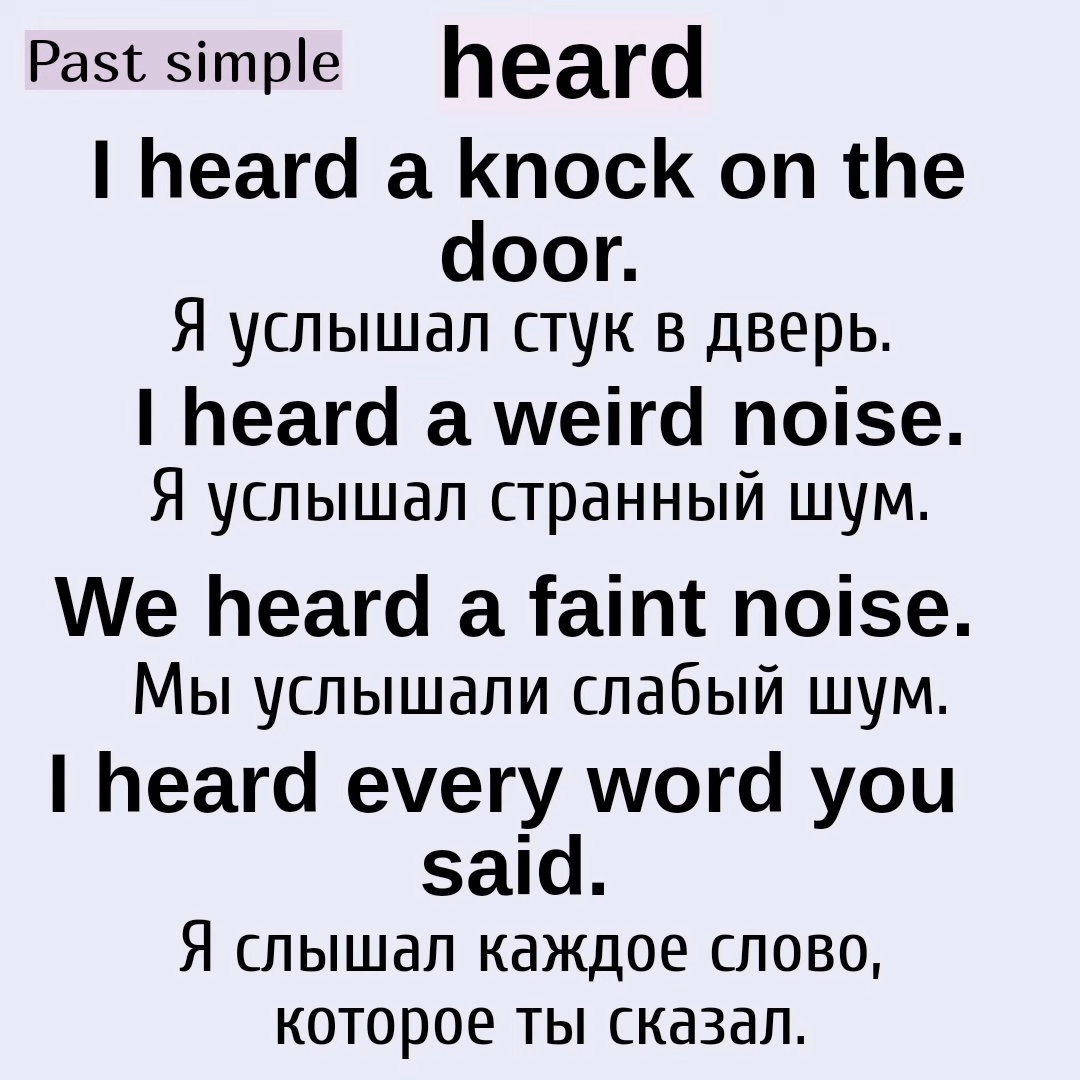 Past simple
heard
I heard a knock on the
door.
Я услышал стук в дверь.
I heard a weird noise.
Я услышал странный шум.
We heard a faint noise.
Мы услышали слабый шум.
I heard every word you
said.
Я слышал каждое слово,
которое ты сказал.